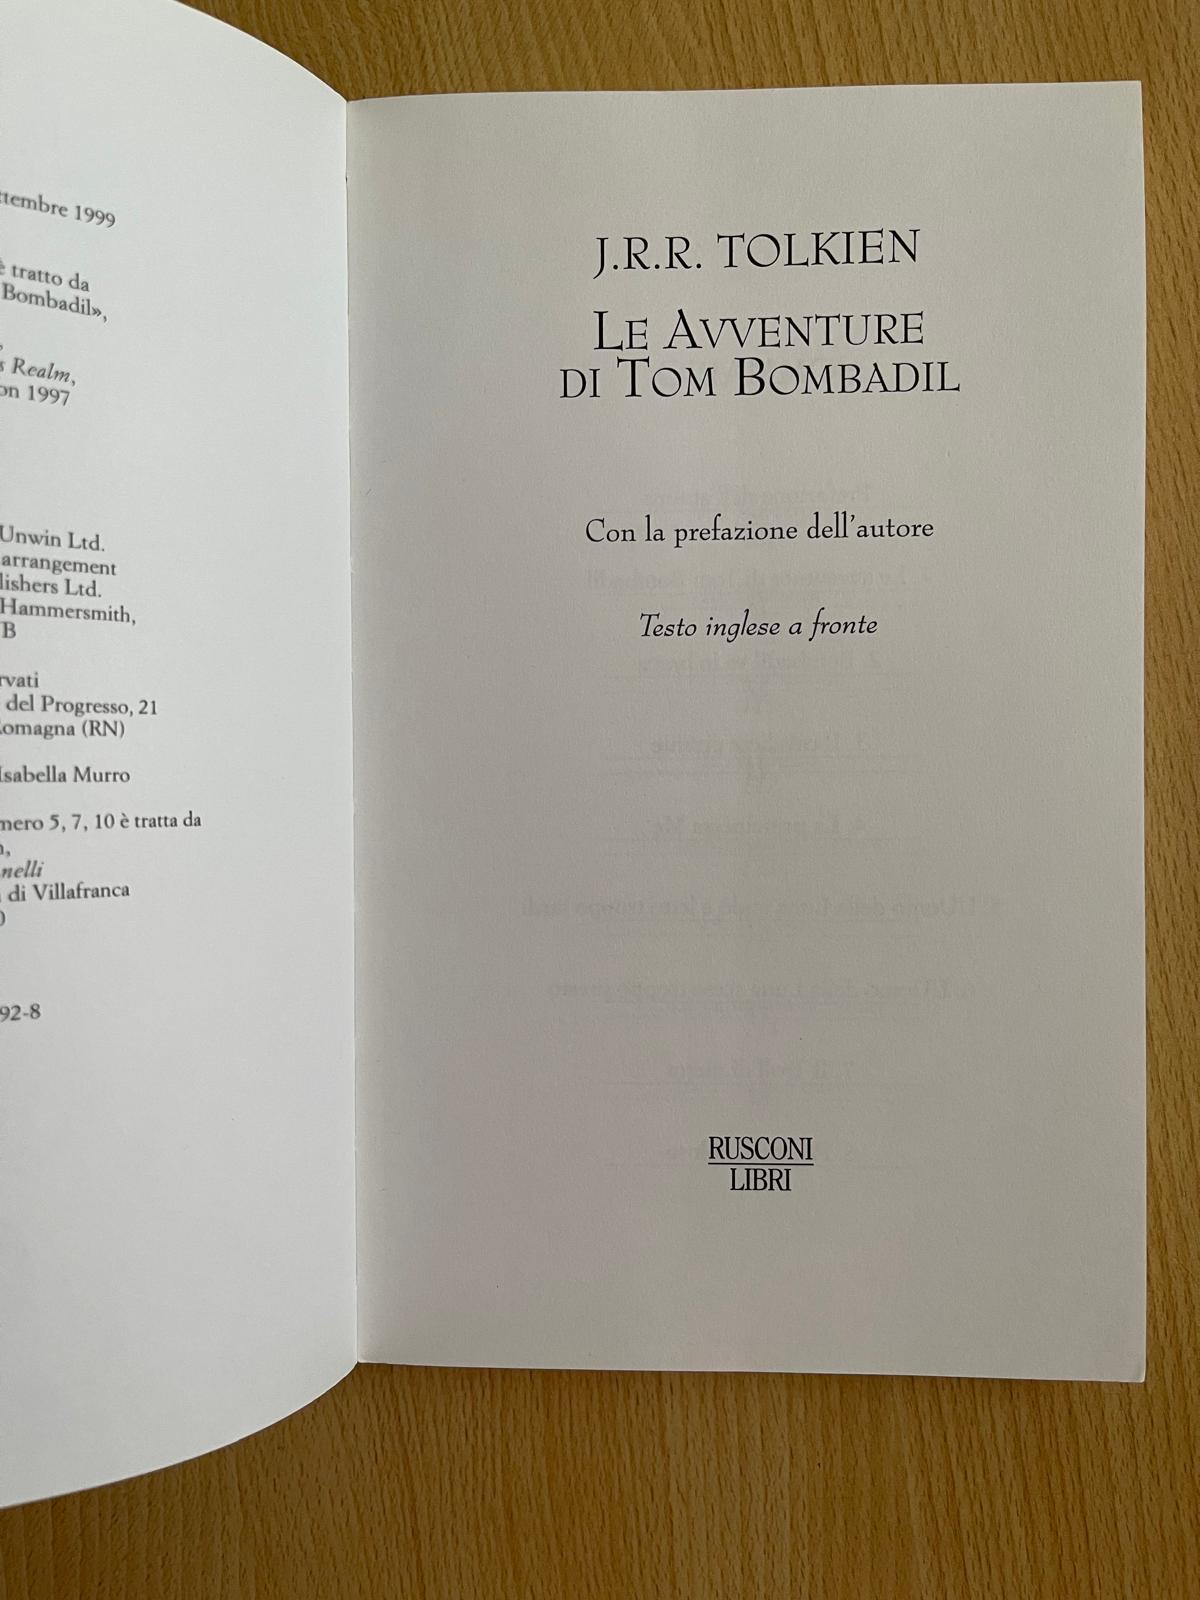 ttembre 1999
è tratto da
Bombadil»,
s Realm,
on 1997
Unwin Ltd.
arrangement
lishers Ltd.
Hammersmith,
B
rvati
del Progresso, 21
Romagna (RN)
Isabella Murro
mero 5, 7, 10 è tratta da
nelli
di Villafranca
92-8
J.R.R. TOLKIEN
LE AVVENTURE
DI TOM BOMBADIL
Con la prefazione dell'autore
Testo inglese a fronte
RUSCONI
LIBRI